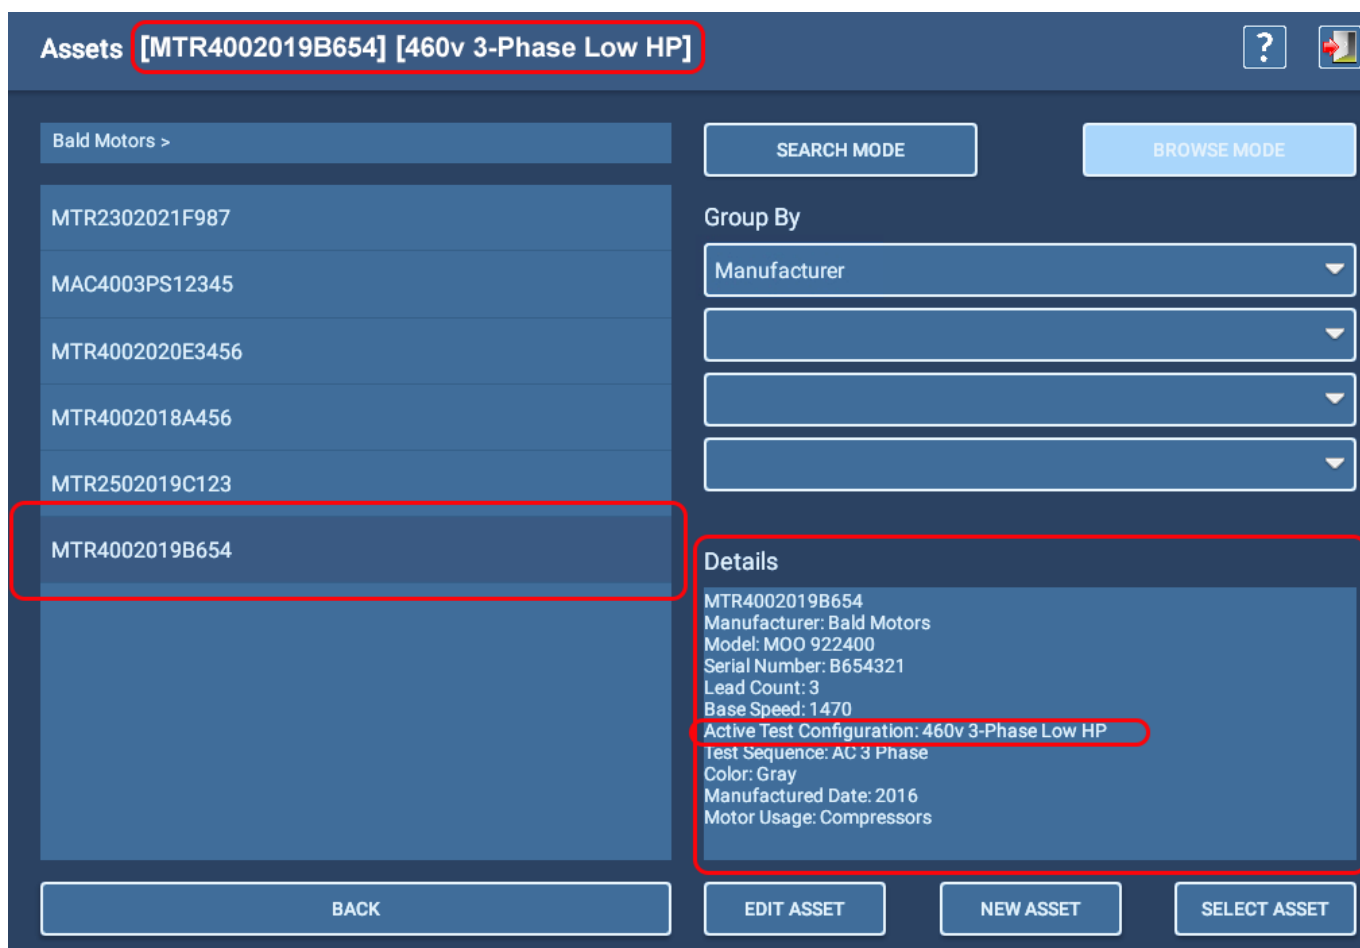 Assets [MTR4002019B654] [460v 3-Phase Low HP]
?
Bald Motors >
SEARCH MODE
BROWSE MODE
MTR2302021F987
MAC4003PS12345
MTR4002020E3456
MTR4002018A456
MTR2502019C123
MTR4002019B654
Group By
Manufacturer
Details
MTR4002019B654
Manufacturer: Bald Motors
Model: MOO 922400
Serial Number: B654321
Lead Count: 3
Base Speed: 1470
Active Test Configuration: 460v 3-Phase Low HP
Test Sequence: AC 3 Phase
Color: Gray
Manufactured Date: 2016
Motor Usage: Compressors
BACK
EDIT ASSET
NEW ASSET
SELECT ASSET